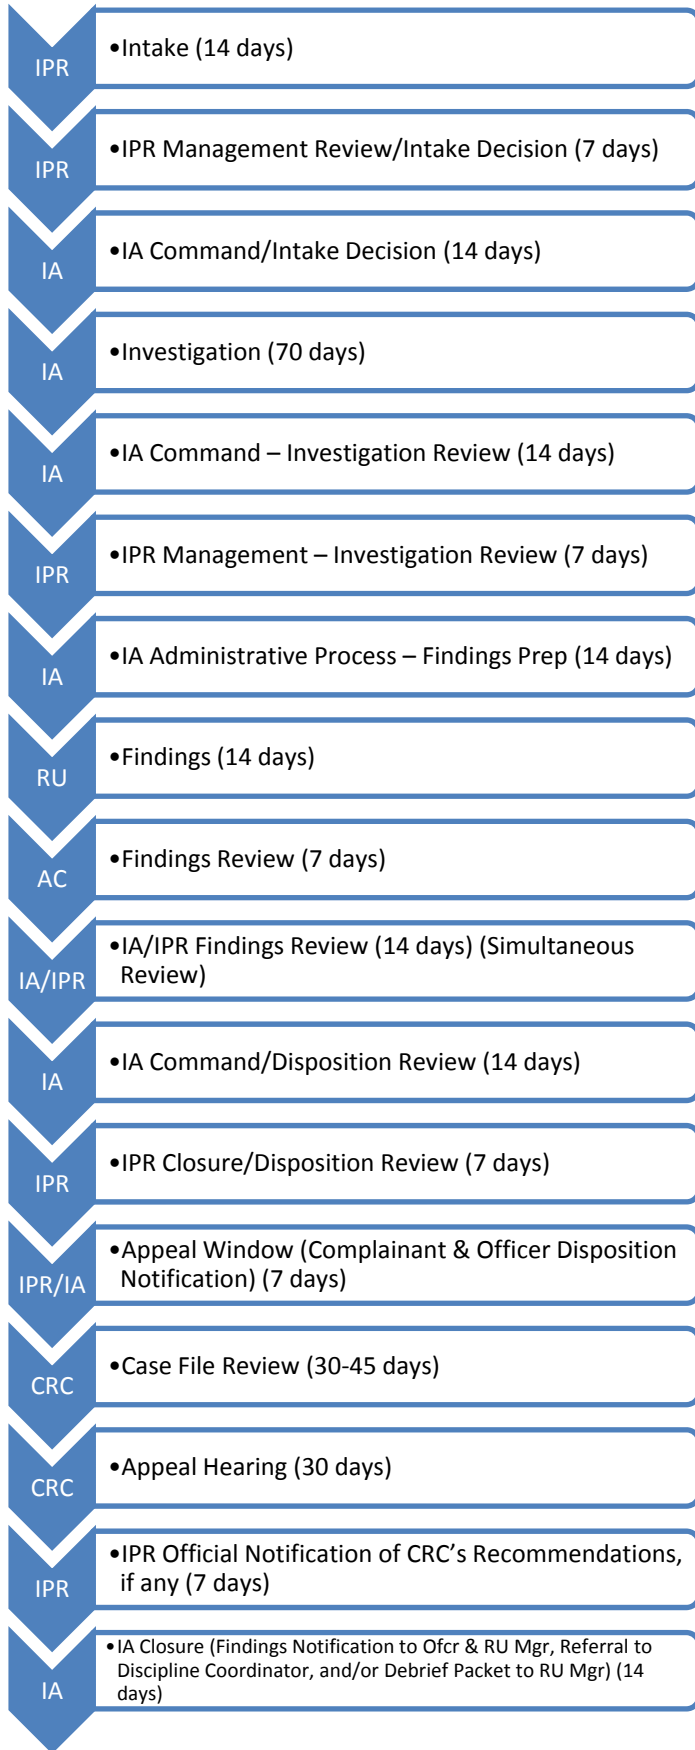 IPR
•Intake (14 days)
IPR
•IPR Management Review/Intake Decision (7 days)
IA
•IA Command/Intake Decision (14 days)
IA
•Investigation (70 days)
IA
•IA Command – Investigation Review (14 days)
IPR
•IPR Management – Investigation Review (7 days)
IA
•IA Administrative Process – Findings Prep (14 days)
RU
•Findings (14 days)
AC
•Findings Review (7 days)
IA/IPR
•IA/IPR Findings Review (14 days) (Simultaneous
Review)
IA
•IA Command/Disposition Review (14 days)
IPR
•IPR Closure/Disposition Review (7 days)
IPR/IA
•Appeal Window (Complainant & Officer Disposition
Notification) (7 days)
CRC
•Case File Review (30-45 days)
CRC
•Appeal Hearing (30 days)
IPR
•IPR Official Notification of CRC’s Recommendations,
if any (7 days)
IA
•IA Closure (Findings Notification to Ofcr & RU Mgr, Referral to
Discipline Coordinator, and/or Debrief Packet to RU Mgr) (14
days)